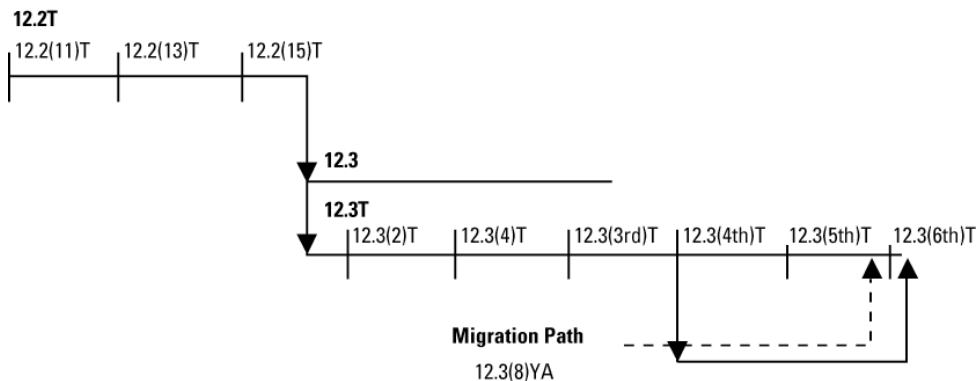 12.2T
12.2(11)T 12.2(13)T 12.2(15)T
12.3
12.3T
12.3(2)T 12.3(4)T 12.3(3rd)T 12.3(4th)T 12.3(5th)T 12.3(6th)T
Migration Path
12.3(8)YA